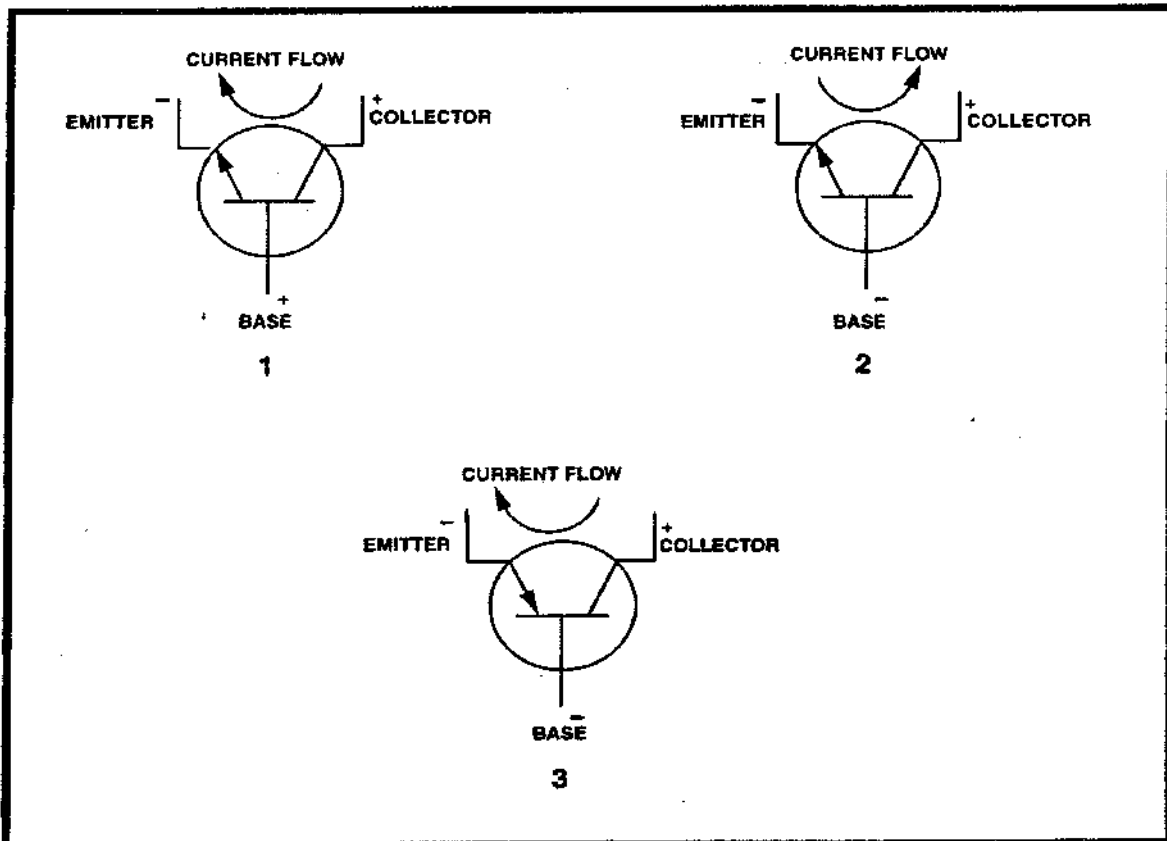 CURRENT FLOW
- +
EMITTER COLLECTOR
+
BASE
1
CURRENT FLOW
- +
EMITTER COLLECTOR
-
BASE
2
CURRENT FLOW
- +
EMITTER COLLECTOR
-
BASE
3